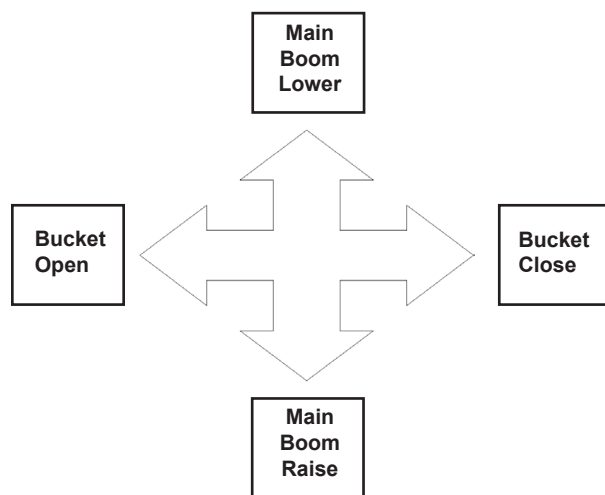 Main
Boom
Lower
Bucket
Open
Bucket
Close
Main
Boom
Raise